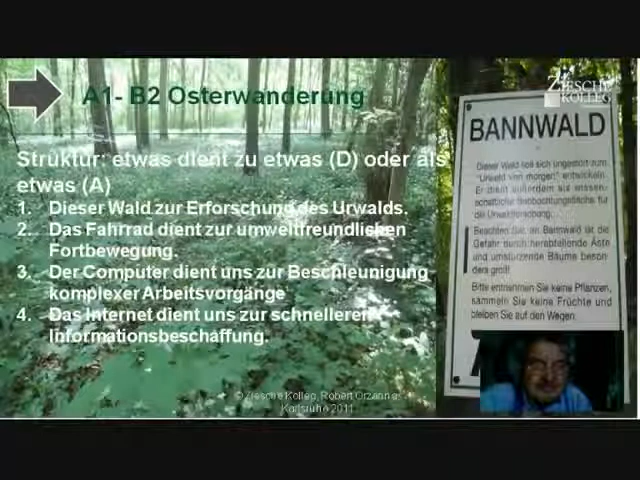 A1- B2 Osterwanderung
Struktur: etwas dient zu etwas (D) oder als
etwas (A)
1. Dieser Wald zur Erforschung des Urwalds.
2. Das Fahrrad dient zur umweltfreundlichen
Fortbewegung.
3. Der Computer dient uns zur Beschleunigung
komplexer Arbeitsvorgänge
4. Das Internet dient uns zur schnelleren
Informationsbeschaffung.
© Ziesche Kolleg, Robert
Karlsruhe 2011
ZIESCHE
KOLLEG
BANNWALD
Dieser Wald soll sich ungestört zum
"Urwald von morgen" entwickeln.
Er dient außerdem als wissen-
schaftliche Beobachtungsfläche für
die Urwaldforschung.
Beachten Sie, im Bannwald ist die
Gefahr durch herabfallende Äste
und umstürzende Bäume beson-
ders groß!
Bitte entnehmen Sie keine Pflanzen,
sammeln Sie keine Früchte und
bleiben Sie auf den Wegen.